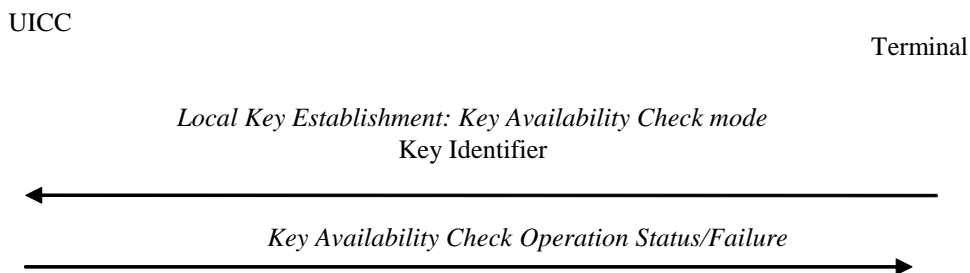 UICC
Terminal
Local Key Establishment: Key Availability Check mode
Key Identifier
Key Availability Check Operation Status/Failure